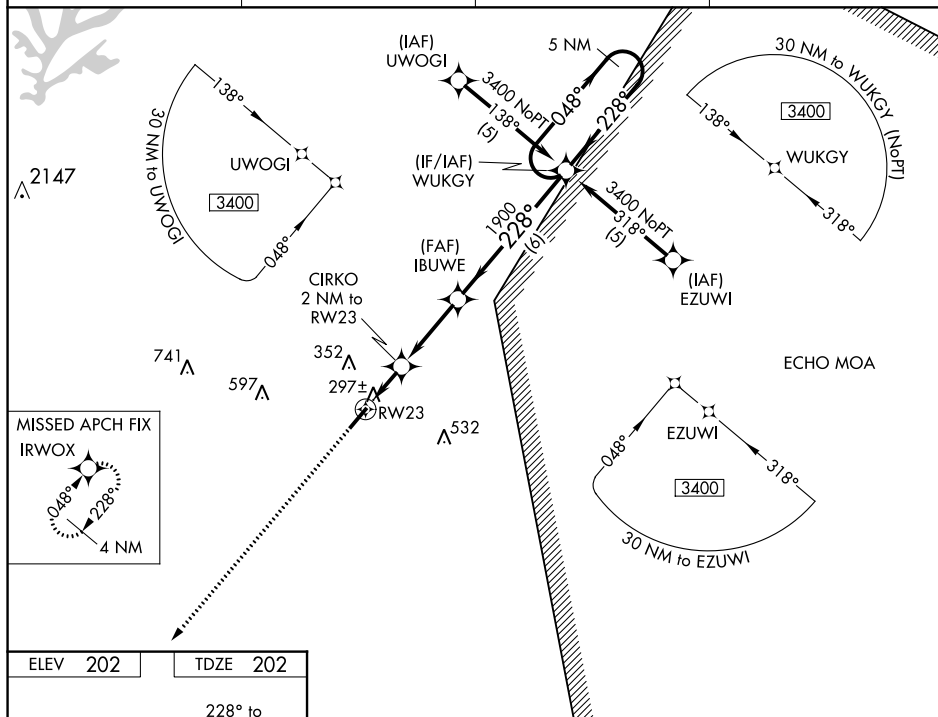 (IAF)
UWOGI
5 NM
3400 NoPT
138°
(5)
048°
228°
30 NM to WUKGY (NoPT)
138°
3400
WUKGY
318°
138°
30 NM to UWOGI
UWOGI
3400
048°
2147
(IF/IAF)
WUKGY
3400 NoPT
318°
(5)
(IAF)
EZUWI
1900
228°
(6)
(FAF)
IBUWE
CIRKO
2 NM to
RW23
741
352
597
297±
RW23
532
ECHO MOA
EZUWI
048°
318°
3400
30 NM to EZUWI
MISSED APCH FIX
IRWOX
048°
228°
4 NM
ELEV 202
TDZE 202
228° to